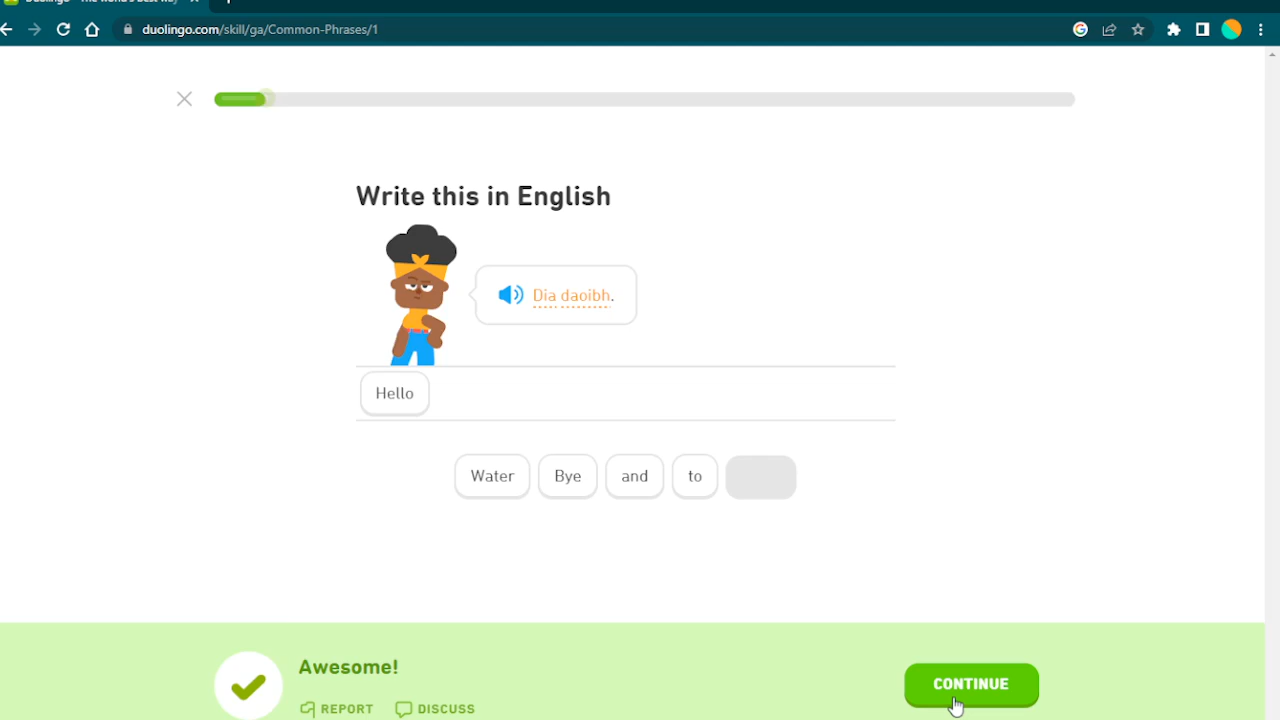 duolingo.com/skill/ga/Common-Phrases/1
Write this in English
Dia daoibh.
Hello
Water Bye and to
Awesome!
REPORT DISCUSS
CONTINUE